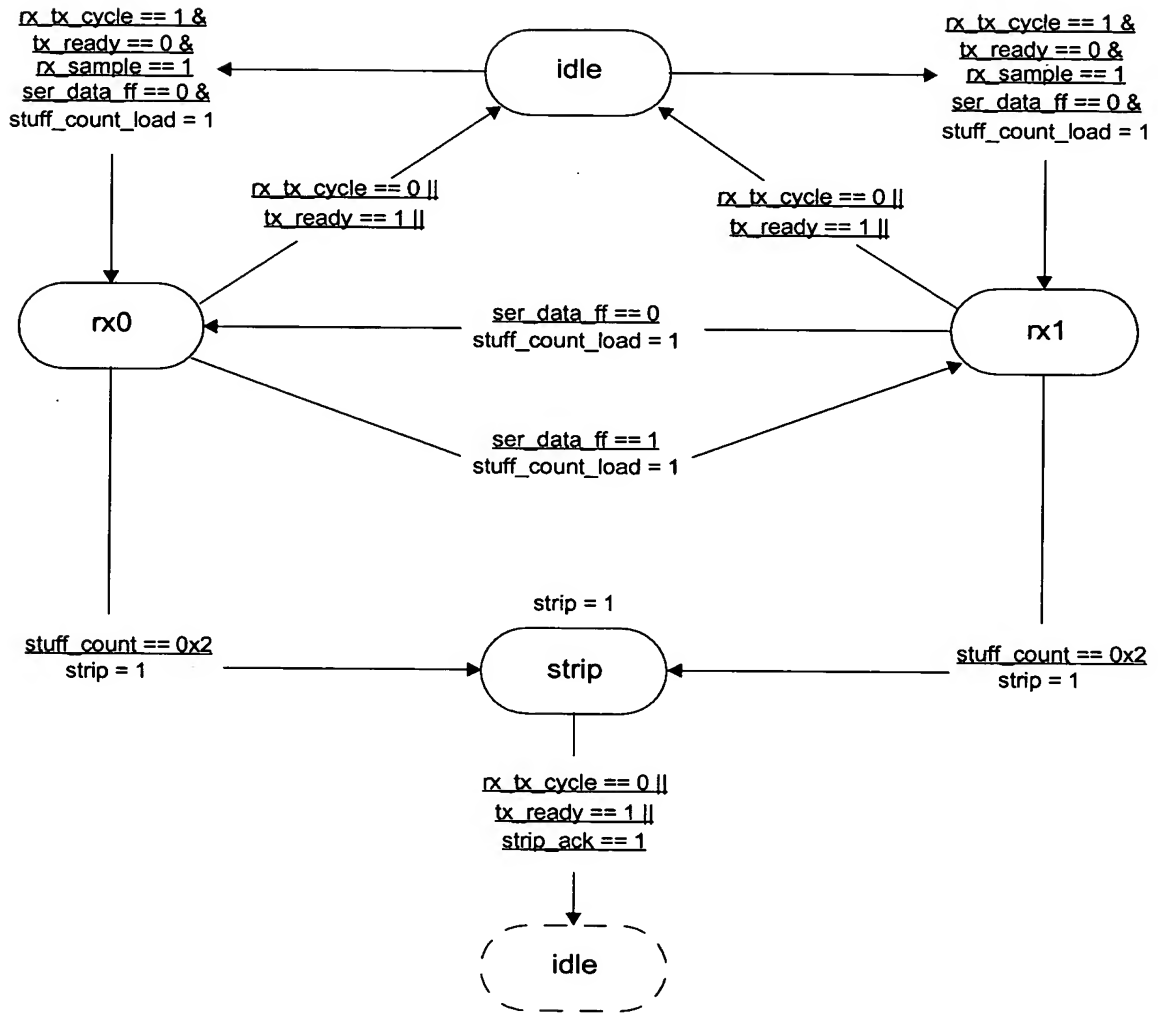 rx_tx_cycle == 1 &
tx_ready == 0 &
rx_sample == 1
ser_data_ff == 0 &
stuff_count_load = 1
idle
rx_tx_cycle == 1 &
tx_ready == 0 &
rx_sample == 1
ser_data_ff == 0 &
stuff_count_load = 1
rx_tx_cycle == 0 ||
tx_ready == 1 ||
rx_tx_cycle == 0 ||
tx_ready == 1 ||
rx0
ser_data_ff == 0
stuff_count_load = 1
rx1
ser_data_ff == 1
stuff_count_load = 1
strip = 1
stuff_count == 0x2
strip = 1
strip
stuff_count == 0x2
strip = 1
rx_tx_cycle == 0 ||
tx_ready == 1 ||
strip_ack == 1
idle